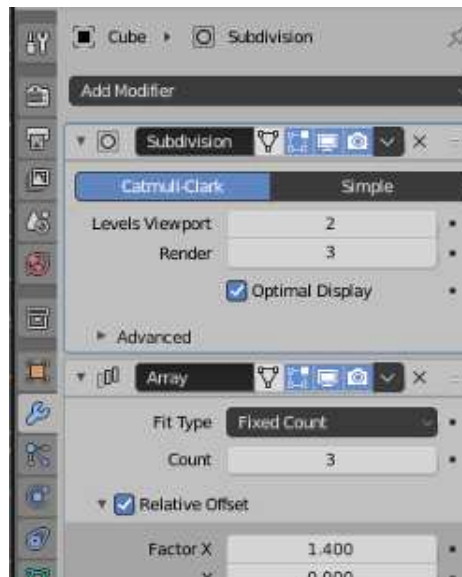 Cube Subdivision
Add Modifier
Subdivision
Catmull-Clark Simple
Levels Viewport 2
Render 3
Optimal Display
Advanced
Array
Fit Type Fixed Count
Count 3
Relative Offset
Factor X 1.400